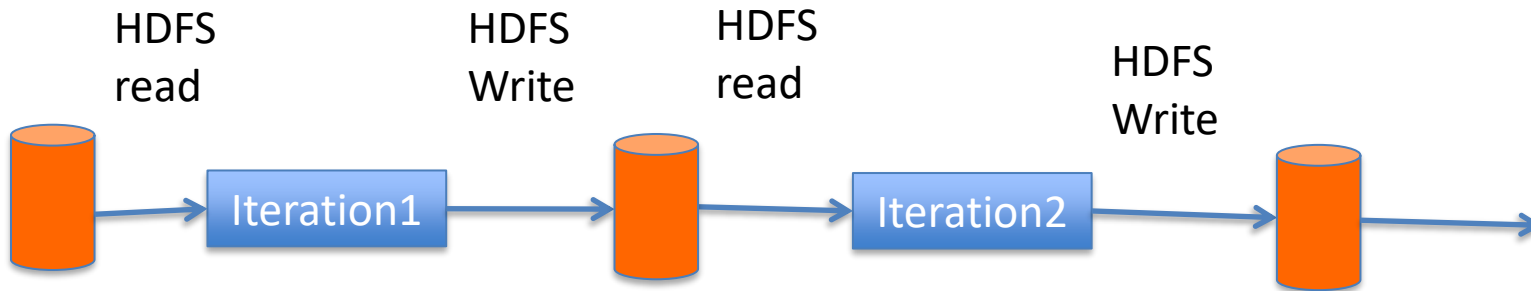 HDFS
read
HDFS
Write
HDFS
read
HDFS
Write
Iteration1
Iteration2